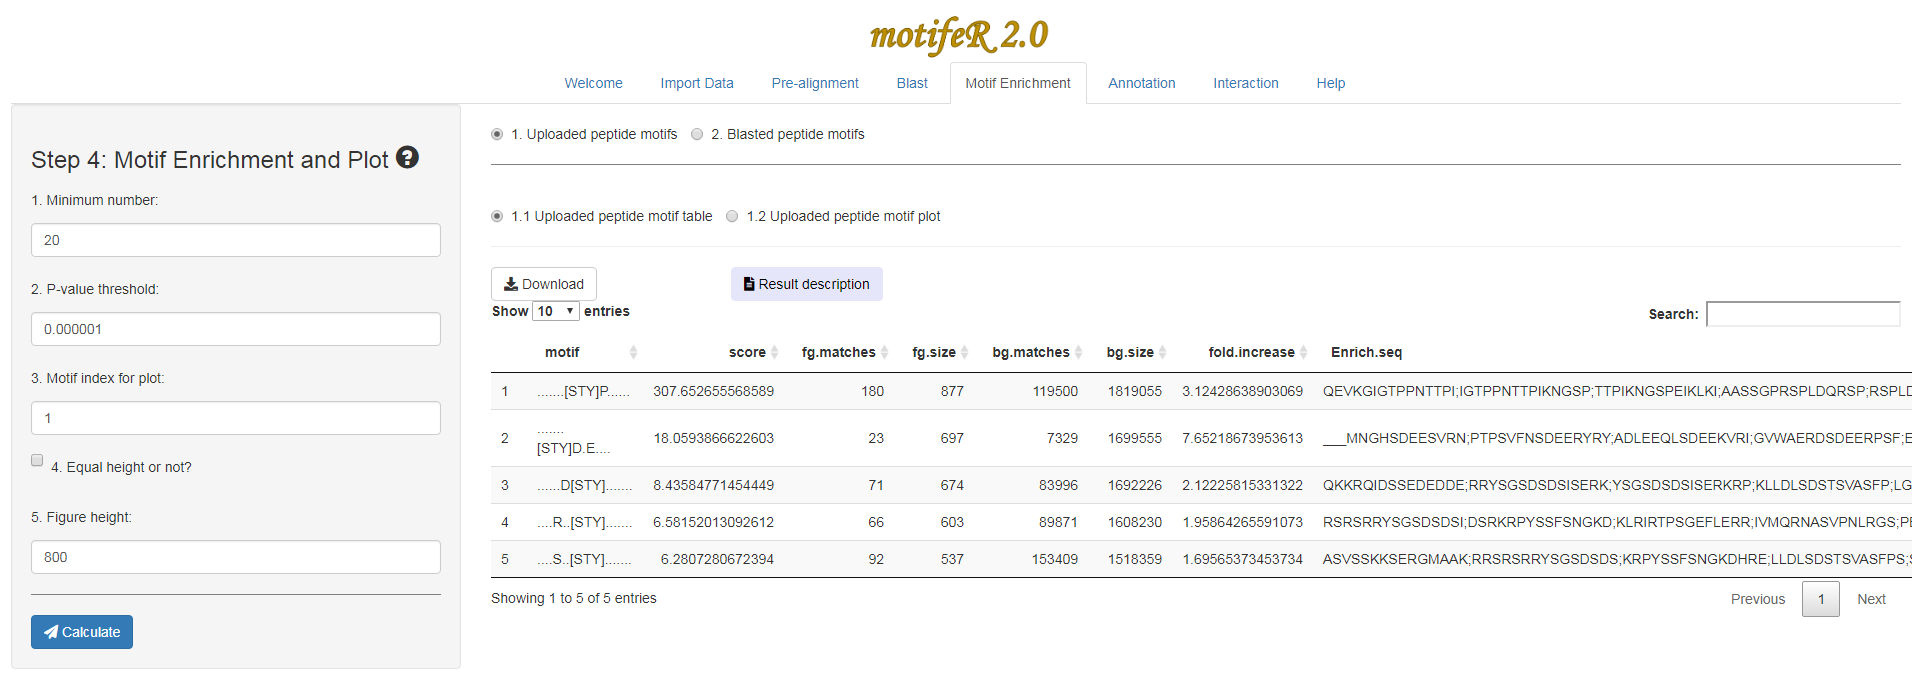 motifeR 2.0
Welcome Import Data Pre-alignment Blast Motif Enrichment Annotation Interaction Help
Step 4: Motif Enrichment and Plot ?
1. Minimum number:
20
2. P-value threshold:
0.000001
3. Motif index for plot:
1
4. Equal height or not?
5. Figure height:
800
Calculate
1. Uploaded peptide motifs 2. Blasted peptide motifs
1.1 Uploaded peptide motif table 1.2 Uploaded peptide motif plot
Download Result description
Show 10 entries Search:
motif score fg.matches fg.size bg.matches bg.size fold.increase Enrich.seq
1 .......[STY]P...... 307.652655568589 180 877 119500 1819055 3.12428638903069 QEVKGIGTPPNTTPI;IGTPPNTTPIKNGSP;TTPIKNGSPEIKLKI;AASSGPRSPLDQRSP;RSPLD
2 .......[STY]D.E.... 18.0593866622603 23 697 7329 1699555 7.65218673953613 ___MNGHSDEESVRN;PTPSVFNSDEERYRY;ADLEEQLSDEEKVRI;GVWAERDSDEERPSF;E
3 ......D[STY]....... 8.43584771454449 71 674 83996 1692226 2.12225815331322 QKKRQIDSSEDEDDE;RRYSGSDSDSISERK;YSGSDSDSISERKRP;KLLDLSDSTSVASFP;LG
4 ....R..[STY]....... 6.58152013092612 66 603 89871 1608230 1.95864265591073 RSRSRRYSGSDSDSI;DSRKRPYSSFSNGKD;KLRIRTPSGEFLERR;IVMQRNASVPNLRGS;PE
5 ....S..[STY]....... 6.2807280672394 92 537 153409 1518359 1.69565373453734 ASVSSKKSERGMAAK;RRSRSRRYSGSDSDS;KRPYSSFSNGKDHRE;LLDLSDSTSVASFPS;S
Showing 1 to 5 of 5 entries Previous 1 Next